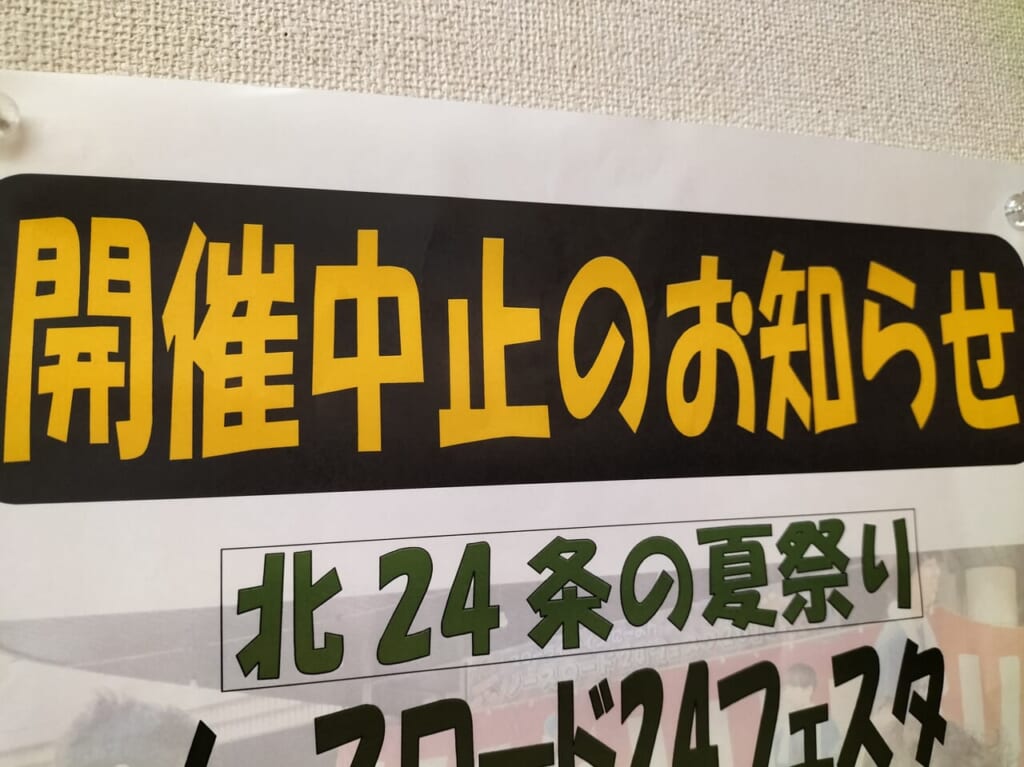 開催中止のお知らせ
北24条の夏祭り
スロード24フェスタ